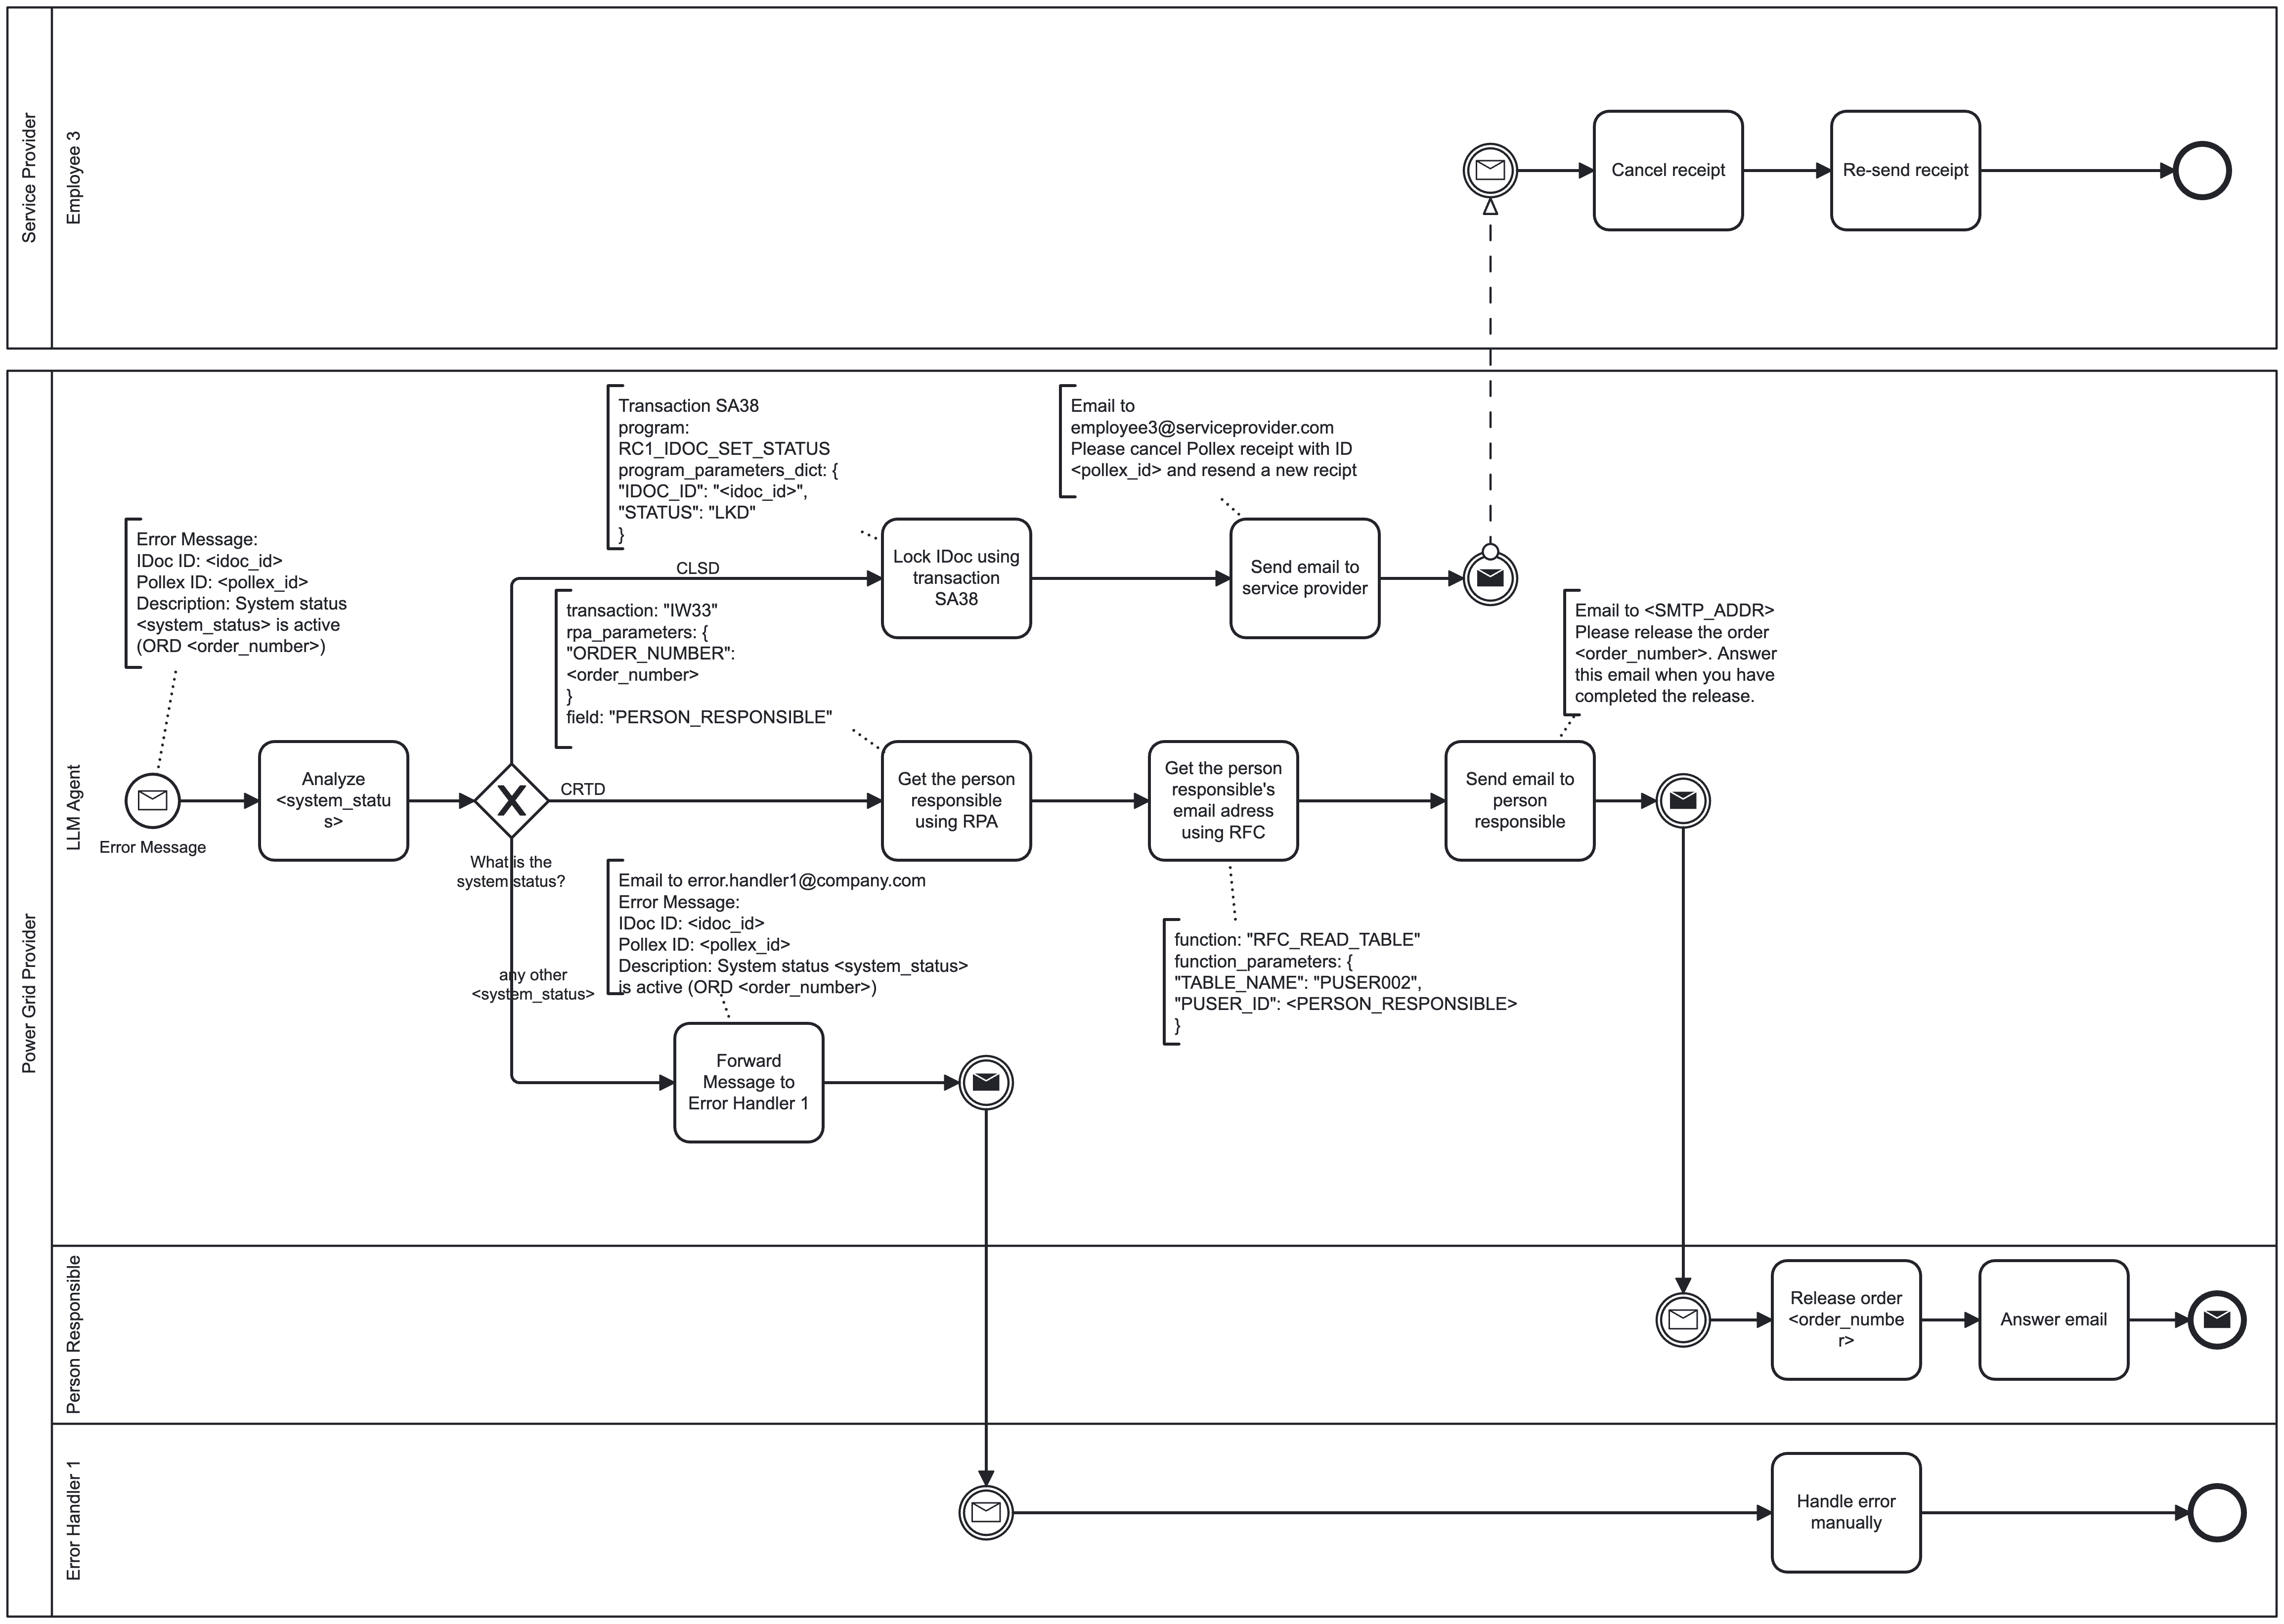 Service Provider
Employee 3
Cancel receipt
Re-send receipt
Power Grid Provider
LLM Agent
Transaction SA38
program:
RC1_IDOC_SET_STATUS
program_parameters_dict: {
"IDOC_ID": "<idoc_id>",
"STATUS": "LKD"
}
Email to
employee3@serviceprovider.com
Please cancel Pollex receipt with ID
<pollex_id> and resend a new recipt
Error Message:
IDoc ID: <idoc_id>
Pollex ID: <pollex_id>
Description: System status
<system_status> is active
(ORD <order_number>)
CLSD
Lock IDoc using
transaction
SA38
Send email to
service provider
transaction: "IW33"
rpa_parameters: {
"ORDER_NUMBER":
<order_number>
}
field: "PERSON_RESPONSIBLE"
Email to <SMTP_ADDR>
Please release the order
<order_number>. Answer
this email when you have
completed the release.
Error Message
Analyze
<system_statu
s>
CRTD
What is the
system status?
Get the person
responsible
using RPA
Get the person
responsible's
email adress
using RFC
Send email to
person
responsible
any other
<system_status>
Email to error.handler1@company.com
Error Message:
IDoc ID: <idoc_id>
Pollex ID: <pollex_id>
Description: System status <system_status>
is active (ORD <order_number>)
function: "RFC_READ_TABLE"
function_parameters: {
"TABLE_NAME": "PUSER002",
"PUSER_ID": <PERSON_RESPONSIBLE>
}
Forward
Message to
Error Handler 1
Person Responsible
Release order
<order_numbe
r>
Answer email
Error Handler 1
Handle error
manually